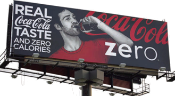 REAL
Coca-Cola
TASTE
AND ZERO
CALORIES
Coca-Cola
zero